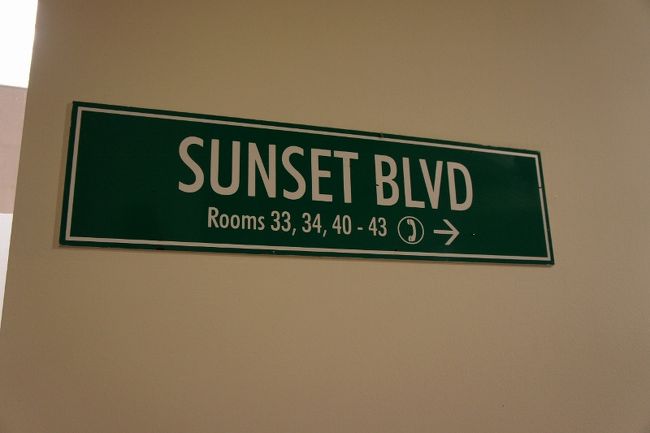 SUNSET BLVD
Rooms 33, 34, 40 - 43